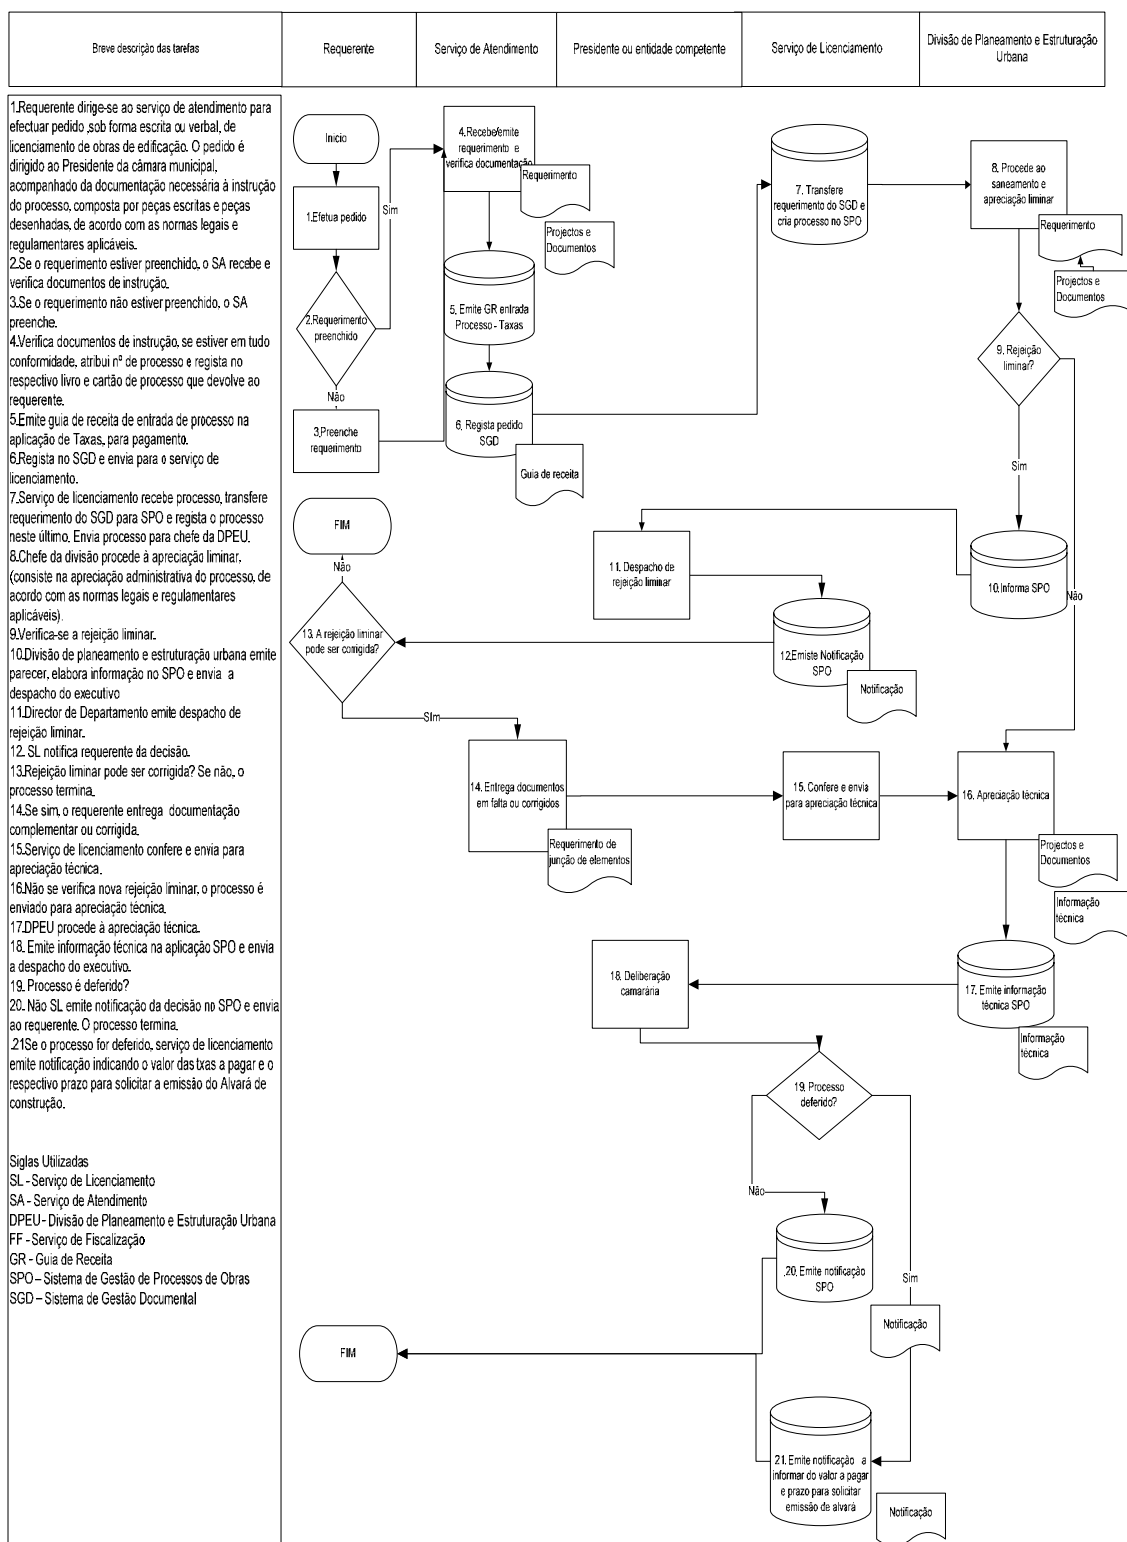 Breve descrição das tarefas
Requerente
Serviço de Atendimento
Presidente ou entidade competente
Serviço de Licenciamento
Divisão de Planeamento e Estruturação
Urbana
1.Requerente dirige-se ao serviço de atendimento para
efectuar pedido ,sob forma escrita ou verbal, de
licenciamento de obras de edificação. O pedido é
dirigido ao Presidente da câmara municipal,
acompanhado da documentação necessária à instrução
do processo, composta por peças escritas e peças
desenhadas, de acordo com as normas legais e
regulamentares aplicáveis.
2.Se o requerimento estiver preenchido, o SA recebe e
verifica documentos de instrução.
3.Se o requerimento não estiver preenchido, o SA
preenche.
4.Verifica documentos de instrução, se estiver em tudo
conformidade, atribui nº de processo e regista no
respectivo livro e cartão de processo que devolve ao
requerente.
5.Emite guia de receita de entrada de processo na
aplicação de Taxas, para pagamento.
6.Regista no SGD e envia para o serviço de
licenciamento.
7.Serviço de licenciamento recebe processo, transfere
requerimento do SGD para SPO e regista o processo
neste último. Envia processo para chefe da DPEU.
8.Chefe da divisão procede à apreciação liminar,
(consiste na apreciação administrativa do processo, de
acordo com as normas legais e regulamentares
aplicáveis).
9.Verifica-se a rejeição liminar.
10.Divisão de planeamento e estruturação urbana emite
parecer, elabora informação no SPO e envia a
despacho do executivo
11.Director de Departamento emite despacho de
rejeição liminar.
12. SL notifica requerente da decisão.
13.Rejeição liminar pode ser corrigida? Se não, o
processo termina.
14.Se sim, o requerente entrega documentação
complementar ou corrigida.
15.Serviço de licenciamento confere e envia para
apreciação técnica.
16.Não se verifica nova rejeição liminar, o processo é
enviado para apreciação técnica.
17.DPEU procede à apreciação técnica.
18. Emite informação técnica na aplicação SPO e envia
a despacho do executivo.
19. Processo é deferido?
20. Não SL emite notificação da decisão no SPO e envia
ao requerente. O processo termina.
.21Se o processo for deferido, serviço de licenciamento
emite notificação indicando o valor das txas a pagar e o
respectivo prazo para solicitar a emissão do Alvará de
construção.
Siglas Utilizadas
SL - Serviço de Licenciamento
SA - Serviço de Atendimento
DPEU - Divisão de Planeamento e Estruturação Urbana
FF - Serviço de Fiscalização
GR - Guia de Receita
SPO – Sistema de Gestão de Processos de Obras
SGD – Sistema de Gestão Documental
Inicio
1.Efetua pedido
2.Requerimento
preenchido
Sim
Não
3.Preenche
requerimento
4.Recebe/emite
requerimento e
verifica documentação
Requerimento
Projectos e
Documentos
5. Emite GR entrada
Processo - Taxas
6. Regista pedido
SGD
Guia de receita
7. Transfere
requerimento do SGD e
cria processo no SPO
8. Procede ao
saneamento e
apreciação liminar
Requerimento
Projectos e
Documentos
9. Rejeição
liminar?
Sim
Não
10.Informa SPO
11. Despacho de
rejeição liminar
12.Emiste Notificação
SPO
Notificação
FIM
Não
13. A rejeição liminar
pode ser corrigida?
SIm
14. Entrega documentos
em falta ou corrigidos
Requerimento de
junção de elementos
15. Confere e envia
para apreciação técnica
16. Apreciação técnica
Projectos e
Documentos
Informação
técnica
17. Emite informação
técnica SPO
Informação
técnica
18. Deliberação
camarária
19. Processo
deferido?
Não
Sim
.20. Emite notificação
SPO
Notificação
FIM
21. Emite notificação a
informar do valor a pagar
e prazo para solicitar
emissão de alvará
Notificação